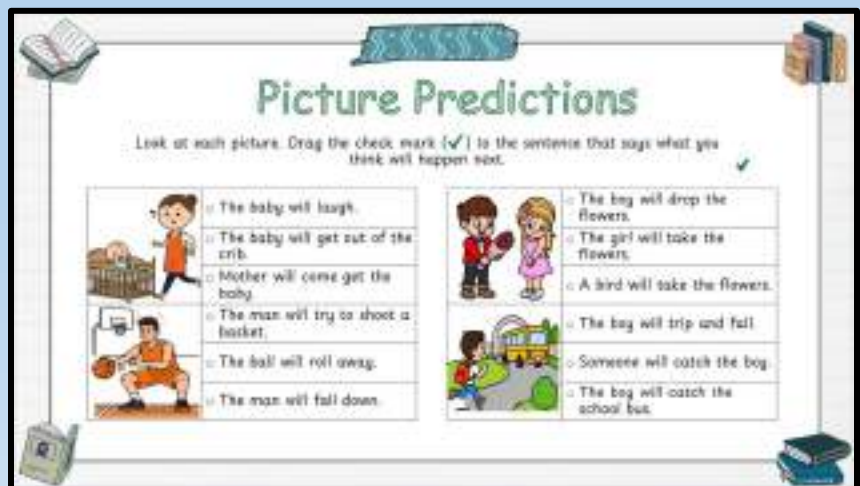 Picture Predictions
Look at each picture. Drag the check mark (✔) to the sentence that says what you
think will happen next.
The baby will laugh.
The baby will get out of the
crib.
Mother will come get the
baby.
The man will try to shoot a
basket.
The ball will roll away.
The man will fall down.
The boy will drop the
flowers.
The girl will take the
flowers.
A bird will take the flowers.
The boy will trip and fall.
Someone will catch the boy.
The boy will catch the
school bus.